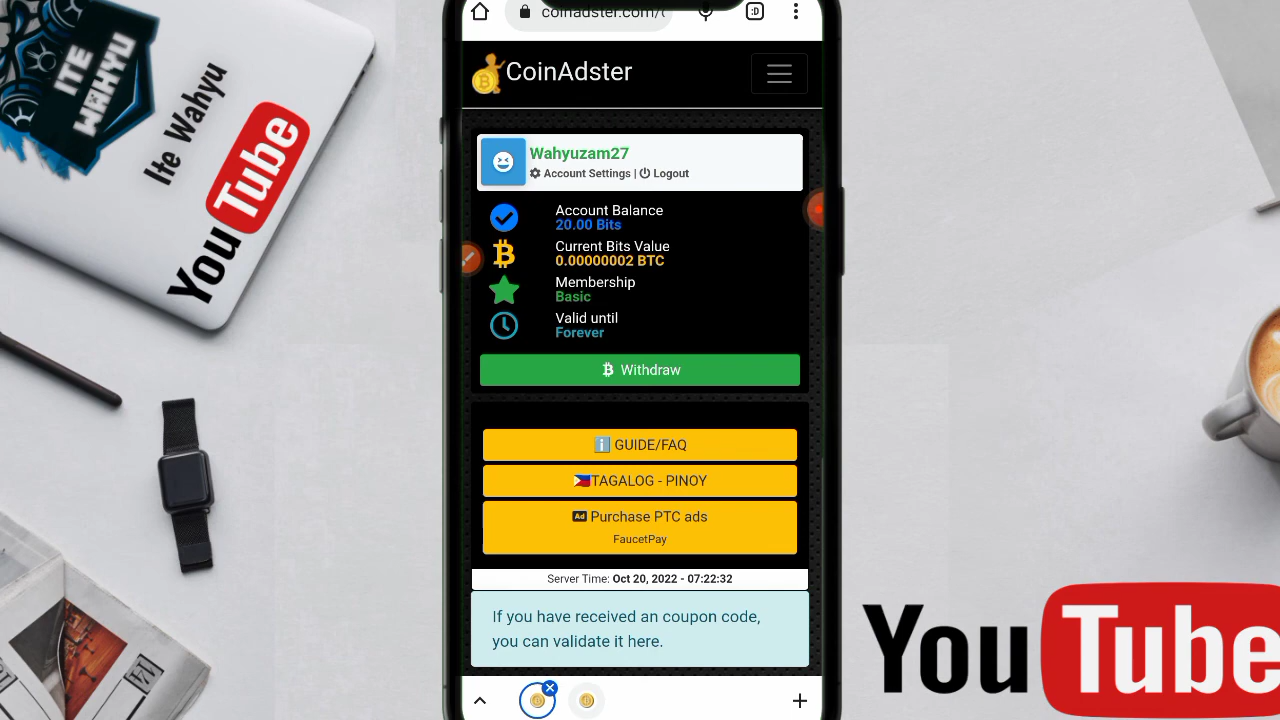 ITE
WAHYU
Ite Wahyu
YouTube
coinadster.com/
:D
CoinAdster
Wahyuzam27
Account Settings | Logout
Account Balance
20.00 Bits
Current Bits Value
0.00000002 BTC
Membership
Basic
Valid until
Forever
Withdraw
GUIDE/FAQ
TAGALOG - PINOY
Ad Purchase PTC ads
FaucetPay
Server Time: Oct 20, 2022 - 07:22:32
If you have received an coupon code,
you can validate it here.
YouTube